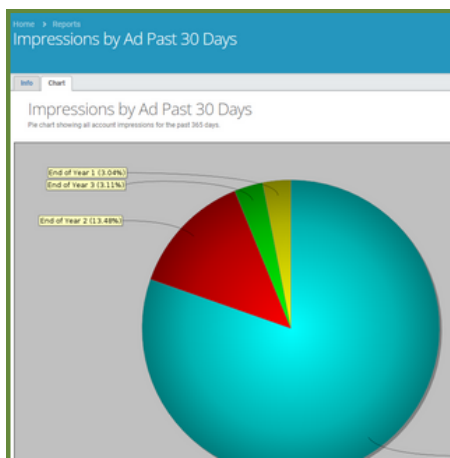 Home > Reports
Impressions by Ad Past 30 Days
Info Chart
Impressions by Ad Past 30 Days
Pie chart showing all account impressions for the past 365 days.
End of Year 1 (3.04%)
End of Year 3 (3.11%)
End of Year 2 (13.48%)